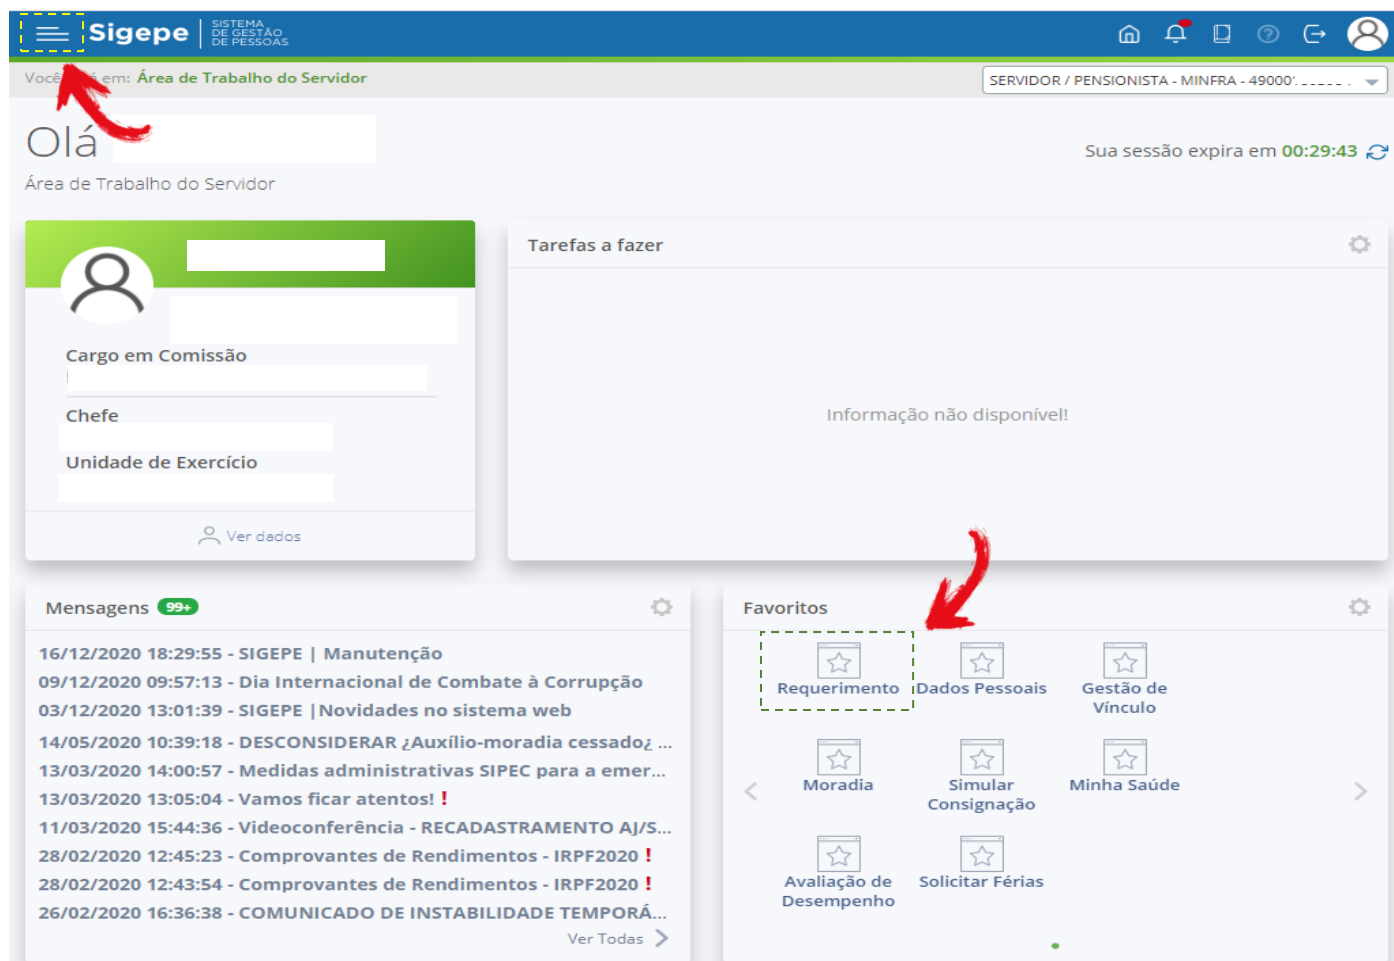 Sigepe
SISTEMA
DE GESTÃO
DE PESSOAS
Você em: Área de Trabalho do Servidor
SERVIDOR / PENSIONISTA - MINFRA - 49000
Olá
Sua sessão expira em 00:29:43
Área de Trabalho do Servidor
Tarefas a fazer
Cargo em Comissão
Chefe
Informação não disponível!
Unidade de Exercício
Ver dados
Mensagens 99+
16/12/2020 18:29:55 - SIGEPE | Manutenção
09/12/2020 09:57:13 - Dia Internacional de Combate à Corrupção
03/12/2020 13:01:39 - SIGEPE |Novidades no sistema web
14/05/2020 10:39:18 - DESCONSIDERAR ¿Auxílio-moradia cessado¿ ...
13/03/2020 14:00:57 - Medidas administrativas SIPEC para a emer...
13/03/2020 13:05:04 - Vamos ficar atentos! !
11/03/2020 15:44:36 - Videoconferência - RECADASTRAMENTO AJ/S...
28/02/2020 12:45:23 - Comprovantes de Rendimentos - IRPF2020 !
28/02/2020 12:43:54 - Comprovantes de Rendimentos - IRPF2020 !
26/02/2020 16:36:38 - COMUNICADO DE INSTABILIDADE TEMPORÁ...
Ver Todas
Favoritos
Requerimento
Dados Pessoais
Gestão de
Vínculo
Moradia
Simular
Consignação
Minha Saúde
Avaliação de
Desempenho
Solicitar Férias